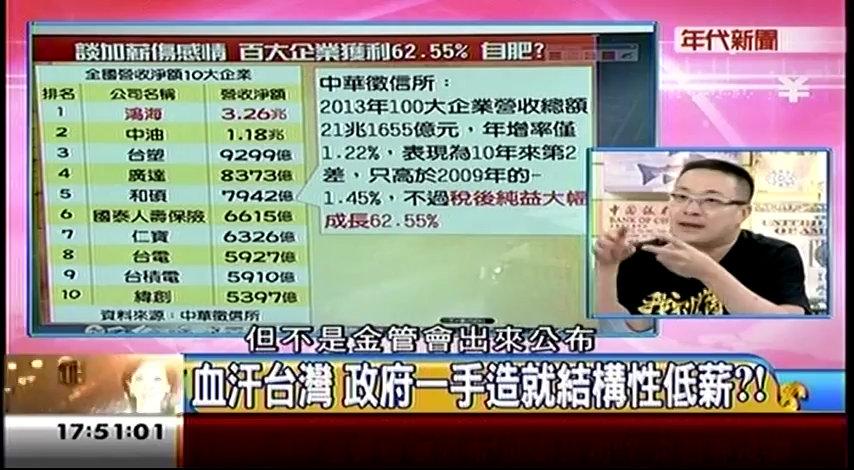 談加薪傷感情 百大企業獲利62.55% 自肥?
年代新聞
全國營收淨額10大企業
排名 公司名稱 營收淨額
1 鴻海 3.26兆
2 中油 1.18兆
3 台塑 9299億
4 廣達 8373億
5 和碩 7942億
6 國泰人壽保險 6615億
7 仁寶 6326億
8 台電 5927億
9 台積電 5910億
10 緯創 5397億
資料來源：中華徵信所
中華徵信所：
2013年100大企業營收總額
21兆1655億元，年增率僅
1.22%，表現為10年來第2
差，只高於2009年的-
1.45%，不過稅後純益大幅
成長62.55%
中國銀行
BANK OF CH
UNITED
OF AM
但不是金管會出來公布
血汗台灣 政府一手造就結構性低薪?!
17:51:01